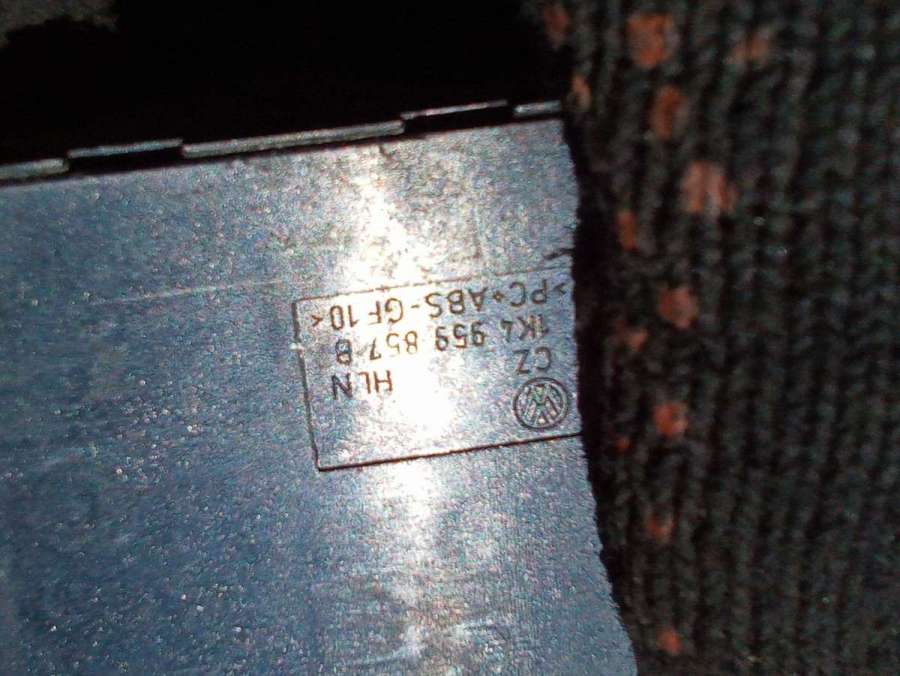 CZ HLN
1K4 959 857 B
>PC+ABS-GF10<